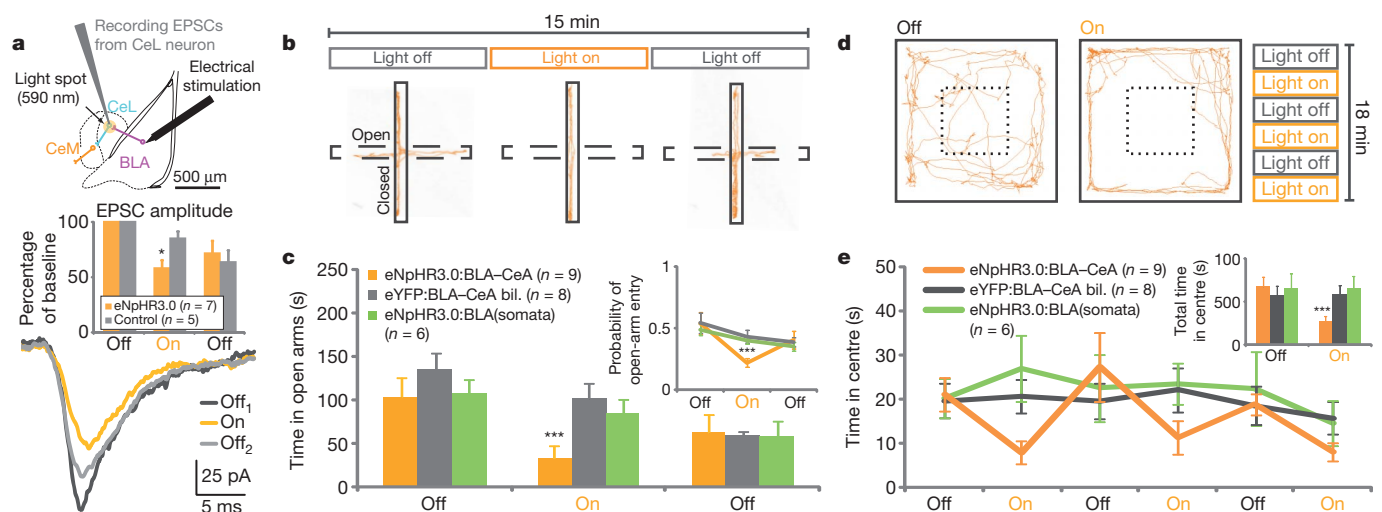 a
Recording EPSCs
from CeL neuron
Light spot
(590 nm)
CeL
Electrical
stimulation
CeM
BLA
500 μm
EPSC amplitude
Percentage
of baseline
100
50
0
*
eNpHR3.0 (n = 7)
Control (n = 5)
Off
On
Off
Off1
On
Off2
25 pA
5 ms
b
15 min
Light off
Light on
Light off
Open
Closed
c
Time in open arms (s)
250
200
150
100
50
0
eNpHR3.0:BLA–CeA (n = 9)
eYFP:BLA–CeA bil. (n = 8)
eNpHR3.0:BLA(somata)
(n = 6)
***
Off
On
Off
Probability of
open-arm entry
1
0.5
0
***
Off
On
Off
d
Off
On
Light off
Light on
Light off
Light on
Light off
Light on
18 min
e
Time in centre (s)
50
40
30
20
10
0
eNpHR3.0:BLA–CeA (n = 9)
eYFP:BLA–CeA bil. (n = 8)
eNpHR3.0:BLA(somata)
(n = 6)
Off
On
Off
On
Off
On
Total time
in centre (s)
100
50
0
***
Off
On